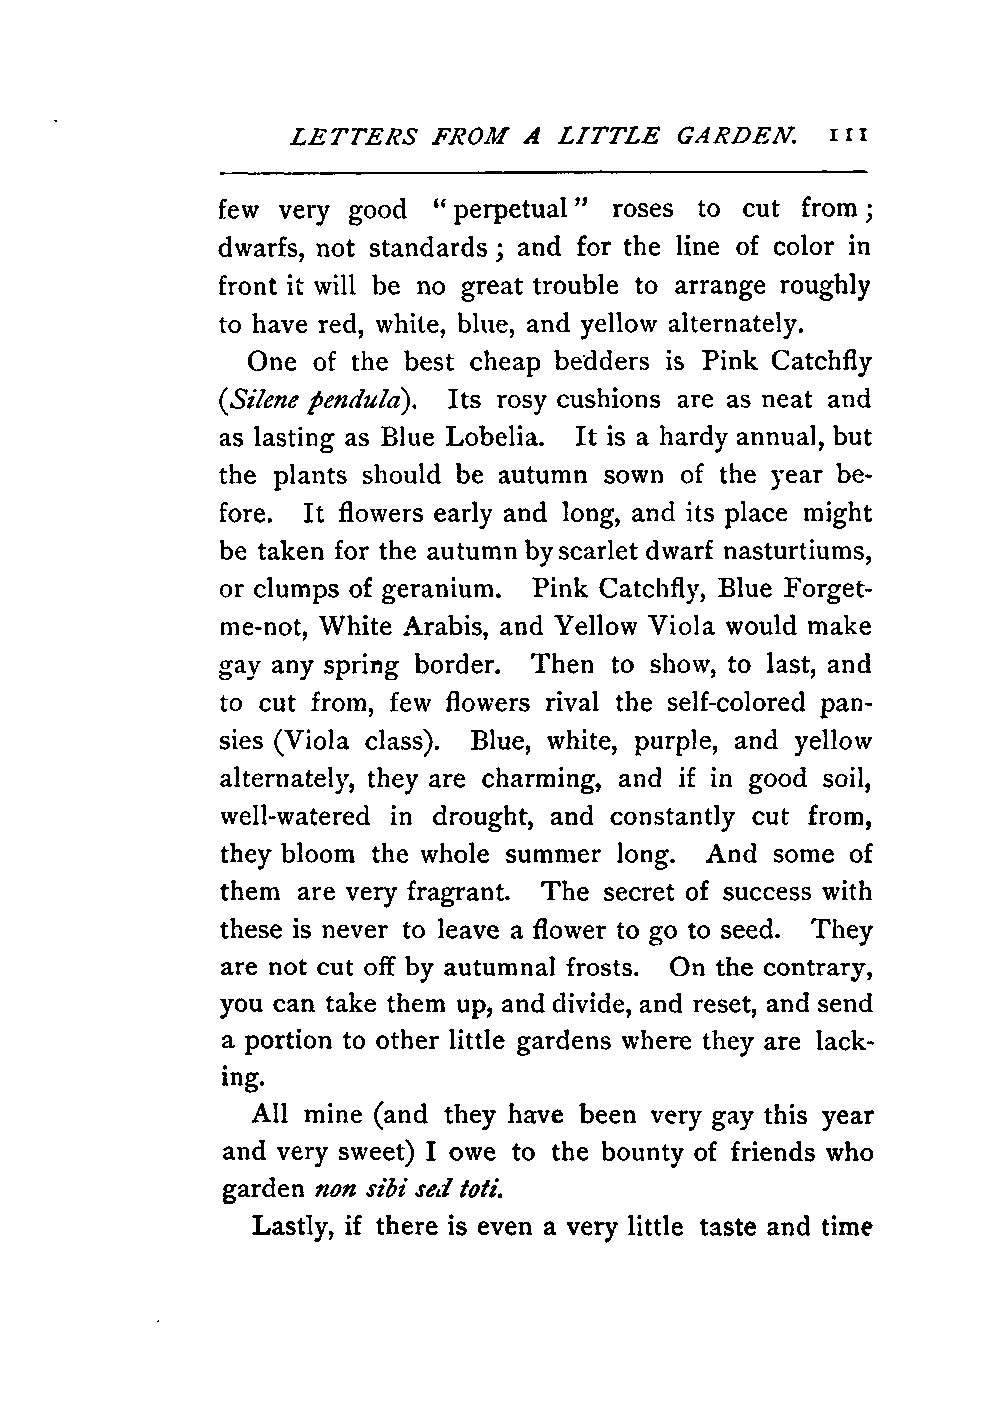 LETTERS FROM A LITTLE GARDEN. 111
few very good “perpetual” roses to cut from;
dwarfs, not standards; and for the line of color in
front it will be no great trouble to arrange roughly
to have red, white, blue, and yellow alternately.
One of the best cheap bedders is Pink Catchfly
(Silene pendula). Its rosy cushions are as neat and
as lasting as Blue Lobelia. It is a hardy annual, but
the plants should be autumn sown of the year be-
fore. It flowers early and long, and its place might
be taken for the autumn by scarlet dwarf nasturtiums,
or clumps of geranium. Pink Catchfly, Blue Forget-
me-not, White Arabis, and Yellow Viola would make
gay any spring border. Then to show, to last, and
to cut from, few flowers rival the self-colored pan-
sies (Viola class). Blue, white, purple, and yellow
alternately, they are charming, and if in good soil,
well-watered in drought, and constantly cut from,
they bloom the whole summer long. And some of
them are very fragrant. The secret of success with
these is never to leave a flower to go to seed. They
are not cut off by autumnal frosts. On the contrary,
you can take them up, and divide, and reset, and send
a portion to other little gardens where they are lack-
ing.
All mine (and they have been very gay this year
and very sweet) I owe to the bounty of friends who
garden non sibi sed toti.
Lastly, if there is even a very little taste and time